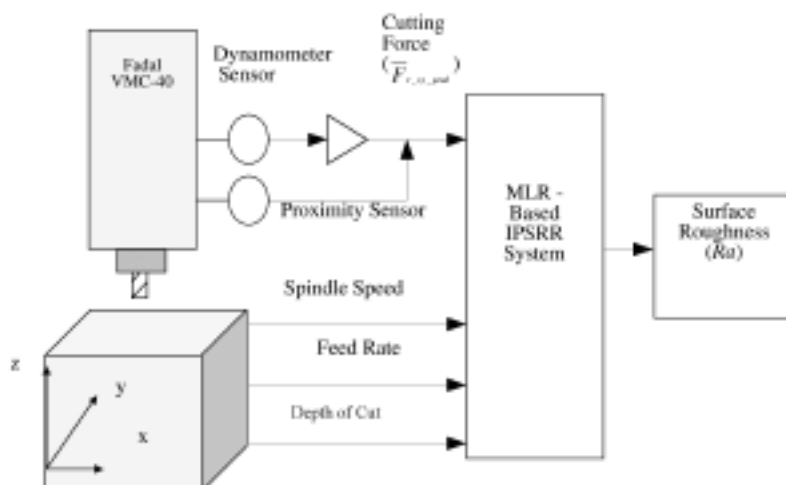 Fadal
VMC-40
Dynamometer
Sensor
Cutting
Force
Proximity Sensor
MLR -
Based
IPSRR
System
Surface
Roughness
(Ra)
Spindle Speed
Feed Rate
Depth of Cut
z
y
x